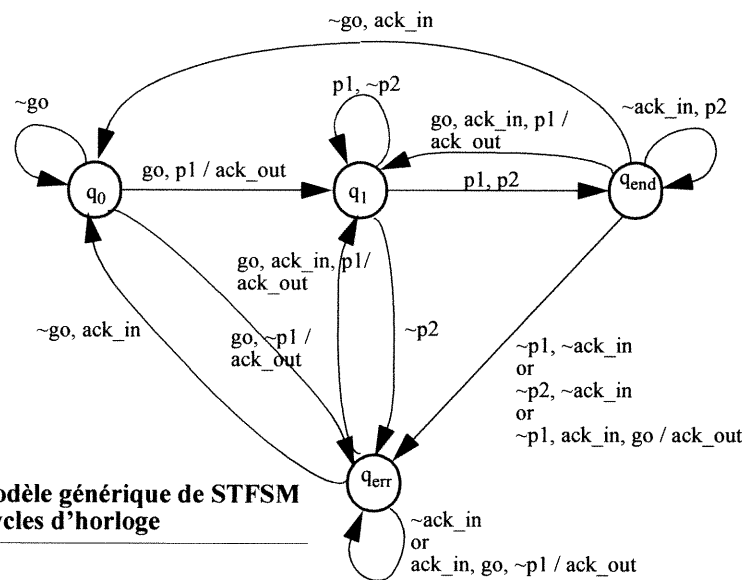 ~go, ack_in
~go
p1, ~p2
go, ack_in, p1 /
ack_out
~ack_in, p2
go, p1 / ack_out
p1, p2
q0
q1
qend
go, ack_in, p1/
ack_out
~go, ack_in
go, ~p1 /
ack_out
~p2
~p1, ~ack_in
or
~p2, ~ack_in
or
~p1, ack_in, go / ack_out
qerr
odèle générique de STFSM
ycles d'horloge
~ack_in
or
ack_in, go, ~p1 / ack_out